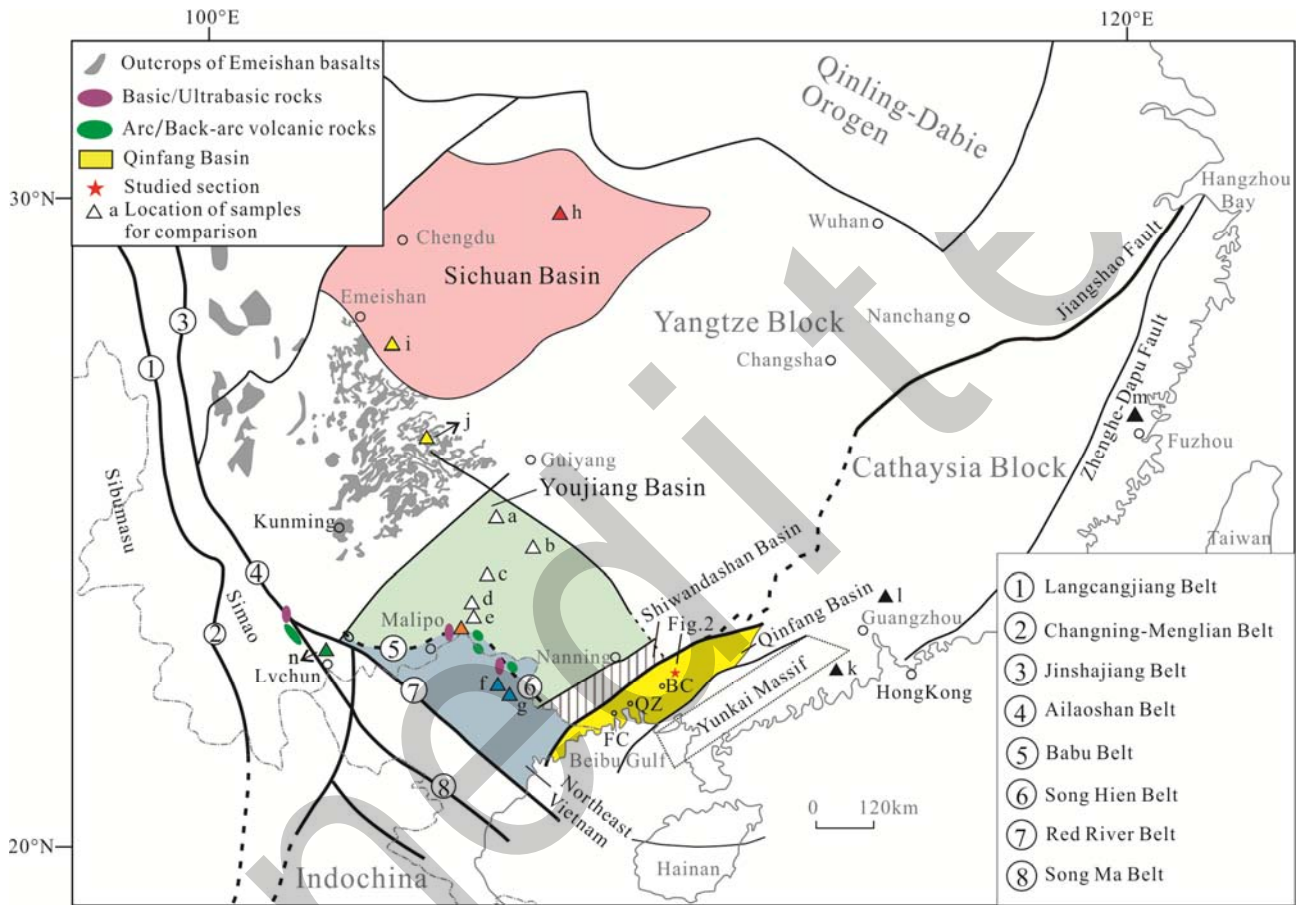 100°E
120°E
Outcrops of Emeishan basalts
Basic/Ultrabasic rocks
Arc/Back-arc volcanic rocks
Qinfang Basin
Studied section
a Location of samples
for comparison
Qinling-Dabie
Orogen
30°N
Hangzhou
Bay
h
Wuhan
Chengdu
Sichuan Basin
Jiangshao Fault
Emeishan
③
Yangtze Block
Nanchang
i
Changsha
①
Zhenghe-Dapu Fault
m
j
Fuzhou
Guiyang
Cathaysia Block
Sibumasu
Youjiang Basin
Kunming
a
b
Taiwan
④
c
Shiwandashan Basin
l
Simao
d
e
Malipo
Fig.2
Qinfang Basin
Guangzhou
②
⑤
Nanning
n
Lvchun
f
g
⑥
BC
QZ
FC
Yunkai Massif
k
HongKong
⑦
Beibu Gulf
⑧
Northeast
Vietnam
0 120km
20°N
Hainan
Indochina
① Langcangjiang Belt
② Changning-Menglian Belt
③ Jinshajiang Belt
④ Ailaoshan Belt
⑤ Babu Belt
⑥ Song Hien Belt
⑦ Red River Belt
⑧ Song Ma Belt